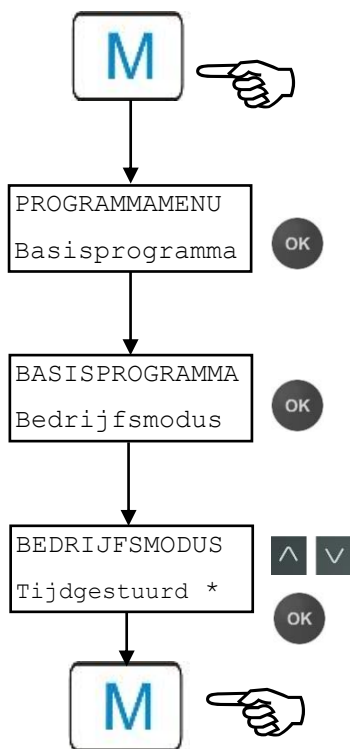 M
PROGRAMMAMENU
Basisprogramma
OK
BASISPROGRAMMA
Bedrijfsmodus
OK
BEDRIJFSMODUS
Tijdgestuurd *
OK
M